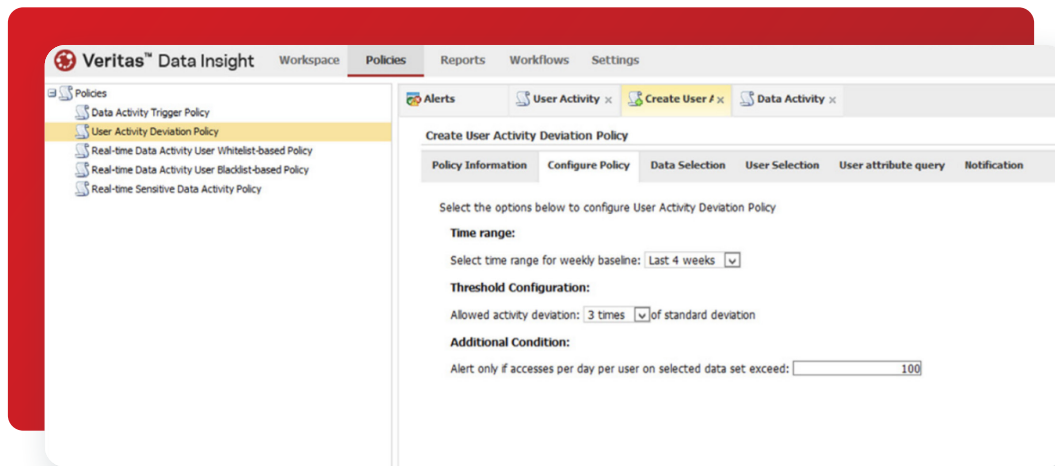 Veritas™ Data Insight Workspace Policies Reports Workflows Settings
Policies
Data Activity Trigger Policy
User Activity Deviation Policy
Real-time Data Activity User Whitelist-based Policy
Real-time Data Activity User Blacklist-based Policy
Real-time Sensitive Data Activity Policy
Alerts User Activity x Create User A x Data Activity x
Create User Activity Deviation Policy
Policy Information Configure Policy Data Selection User Selection User attribute query Notification
Select the options below to configure User Activity Deviation Policy
Time range:
Select time range for weekly baseline: Last 4 weeks
Threshold Configuration:
Allowed activity deviation: 3 times of standard deviation
Additional Condition:
Alert only if accesses per day per user on selected data set exceed: 100